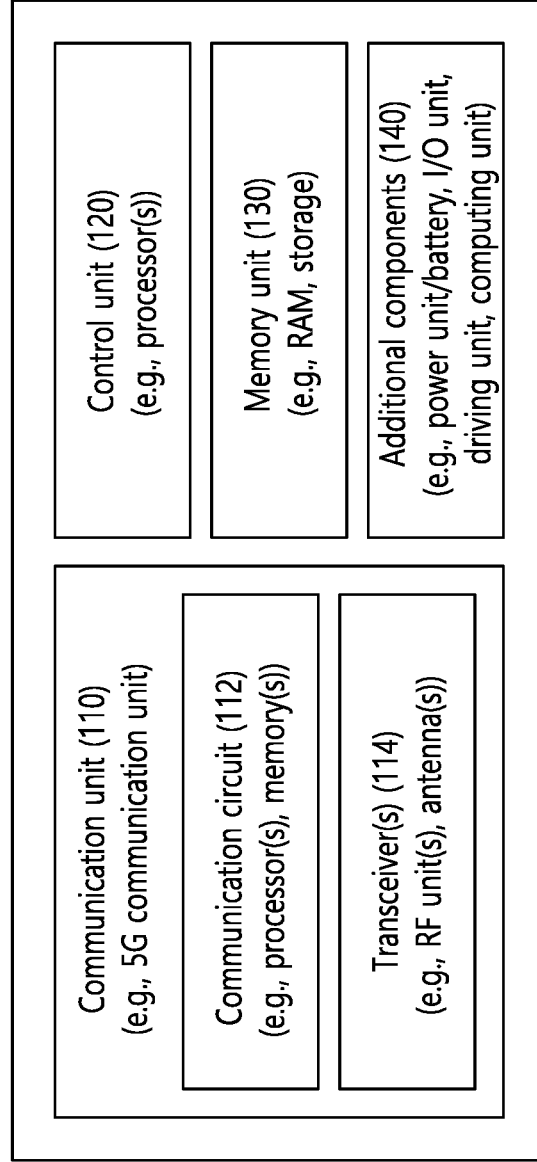 Communication unit (110)
(e.g., 5G communication unit)
Communication circuit (112)
(e.g., processor(s), memory(s))
Transceiver(s) (114)
(e.g., RF unit(s), antenna(s))
Control unit (120)
(e.g., processor(s))
Memory unit (130)
(e.g., RAM, storage)
Additional components (140)
(e.g., power unit/battery, I/O unit,
driving unit, computing unit)